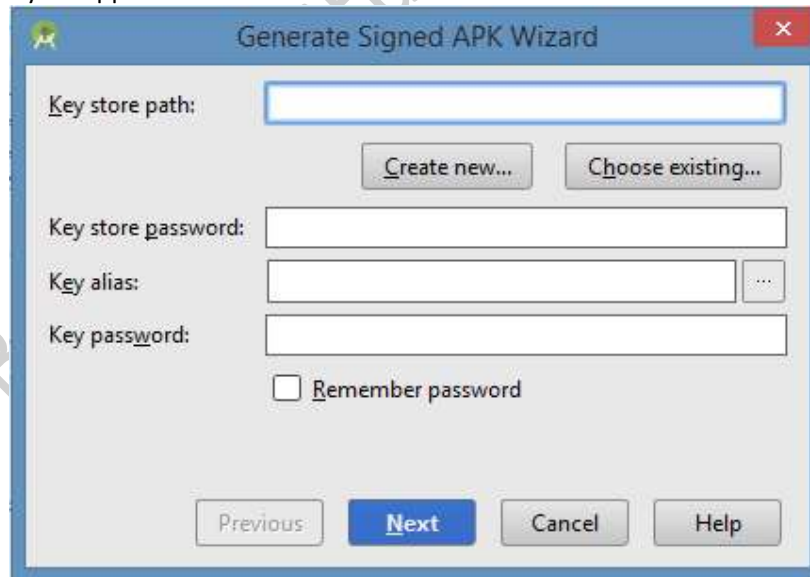 Generate Signed APK Wizard
Key store path:
Create new... Choose existing...
Key store password:
Key alias: ...
Key password:
Remember password
Previous Next Cancel Help